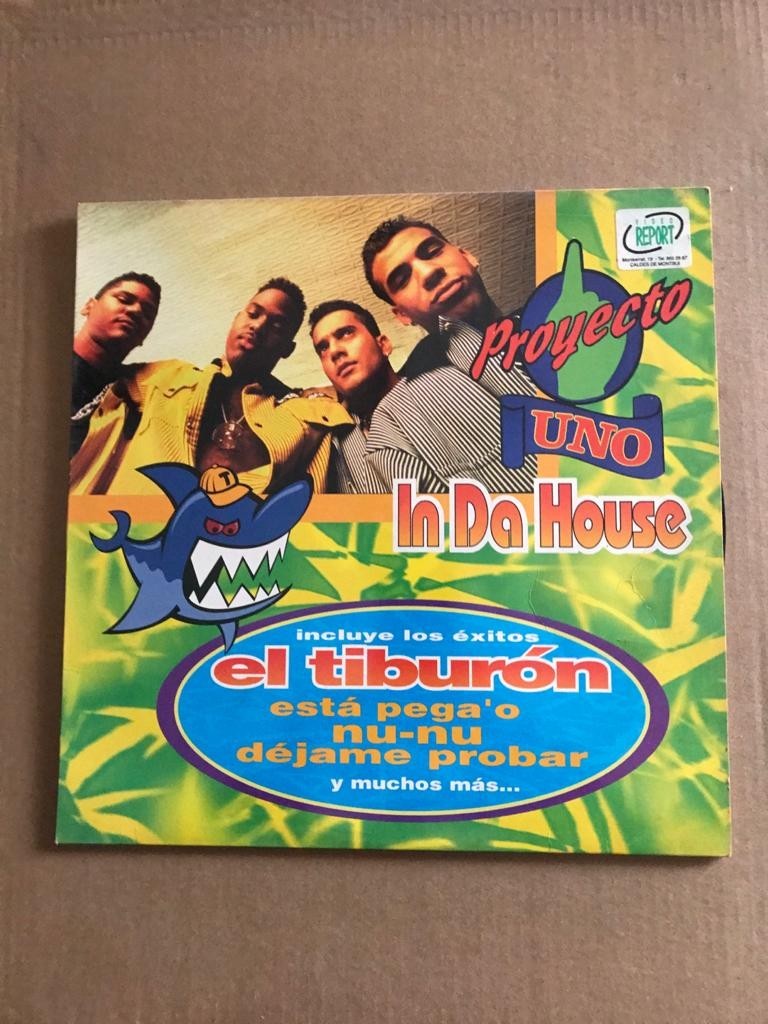 VIDEO
REPORT
CALDES DE MONTBUI
Proyecto
UNO
In Da House
T
incluye los éxitos
el tiburón
está pega'o
nu-nu
déjame probar
y muchos más...